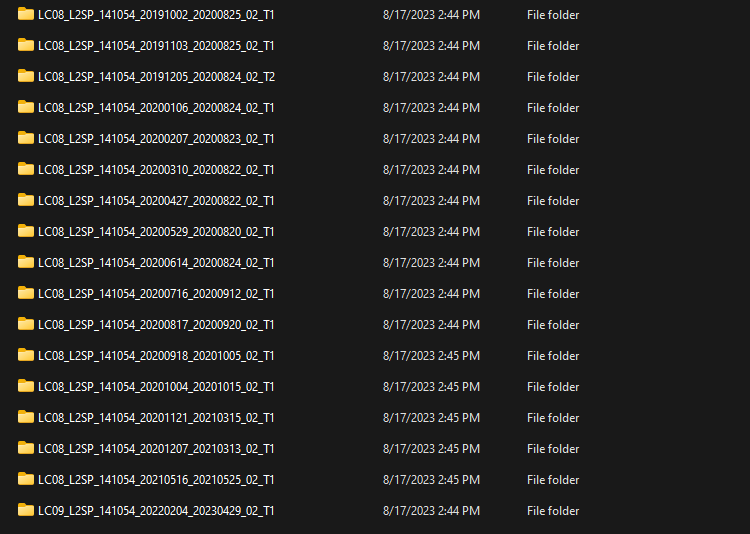 LC08_L2SP_141054_20191002_20200825_02_T1 8/17/2023 2:44 PM File folder
LC08_L2SP_141054_20191103_20200825_02_T1 8/17/2023 2:44 PM File folder
LC08_L2SP_141054_20191205_20200824_02_T2 8/17/2023 2:44 PM File folder
LC08_L2SP_141054_20200106_20200824_02_T1 8/17/2023 2:44 PM File folder
LC08_L2SP_141054_20200207_20200823_02_T1 8/17/2023 2:44 PM File folder
LC08_L2SP_141054_20200310_20200822_02_T1 8/17/2023 2:44 PM File folder
LC08_L2SP_141054_20200427_20200822_02_T1 8/17/2023 2:44 PM File folder
LC08_L2SP_141054_20200529_20200820_02_T1 8/17/2023 2:44 PM File folder
LC08_L2SP_141054_20200614_20200824_02_T1 8/17/2023 2:44 PM File folder
LC08_L2SP_141054_20200716_20200912_02_T1 8/17/2023 2:44 PM File folder
LC08_L2SP_141054_20200817_20200920_02_T1 8/17/2023 2:44 PM File folder
LC08_L2SP_141054_20200918_20201005_02_T1 8/17/2023 2:45 PM File folder
LC08_L2SP_141054_20201004_20201015_02_T1 8/17/2023 2:45 PM File folder
LC08_L2SP_141054_20201121_20210315_02_T1 8/17/2023 2:45 PM File folder
LC08_L2SP_141054_20201207_20210313_02_T1 8/17/2023 2:45 PM File folder
LC08_L2SP_141054_20210516_20210525_02_T1 8/17/2023 2:45 PM File folder
LC09_L2SP_141054_20220204_20230429_02_T1 8/17/2023 2:44 PM File folder